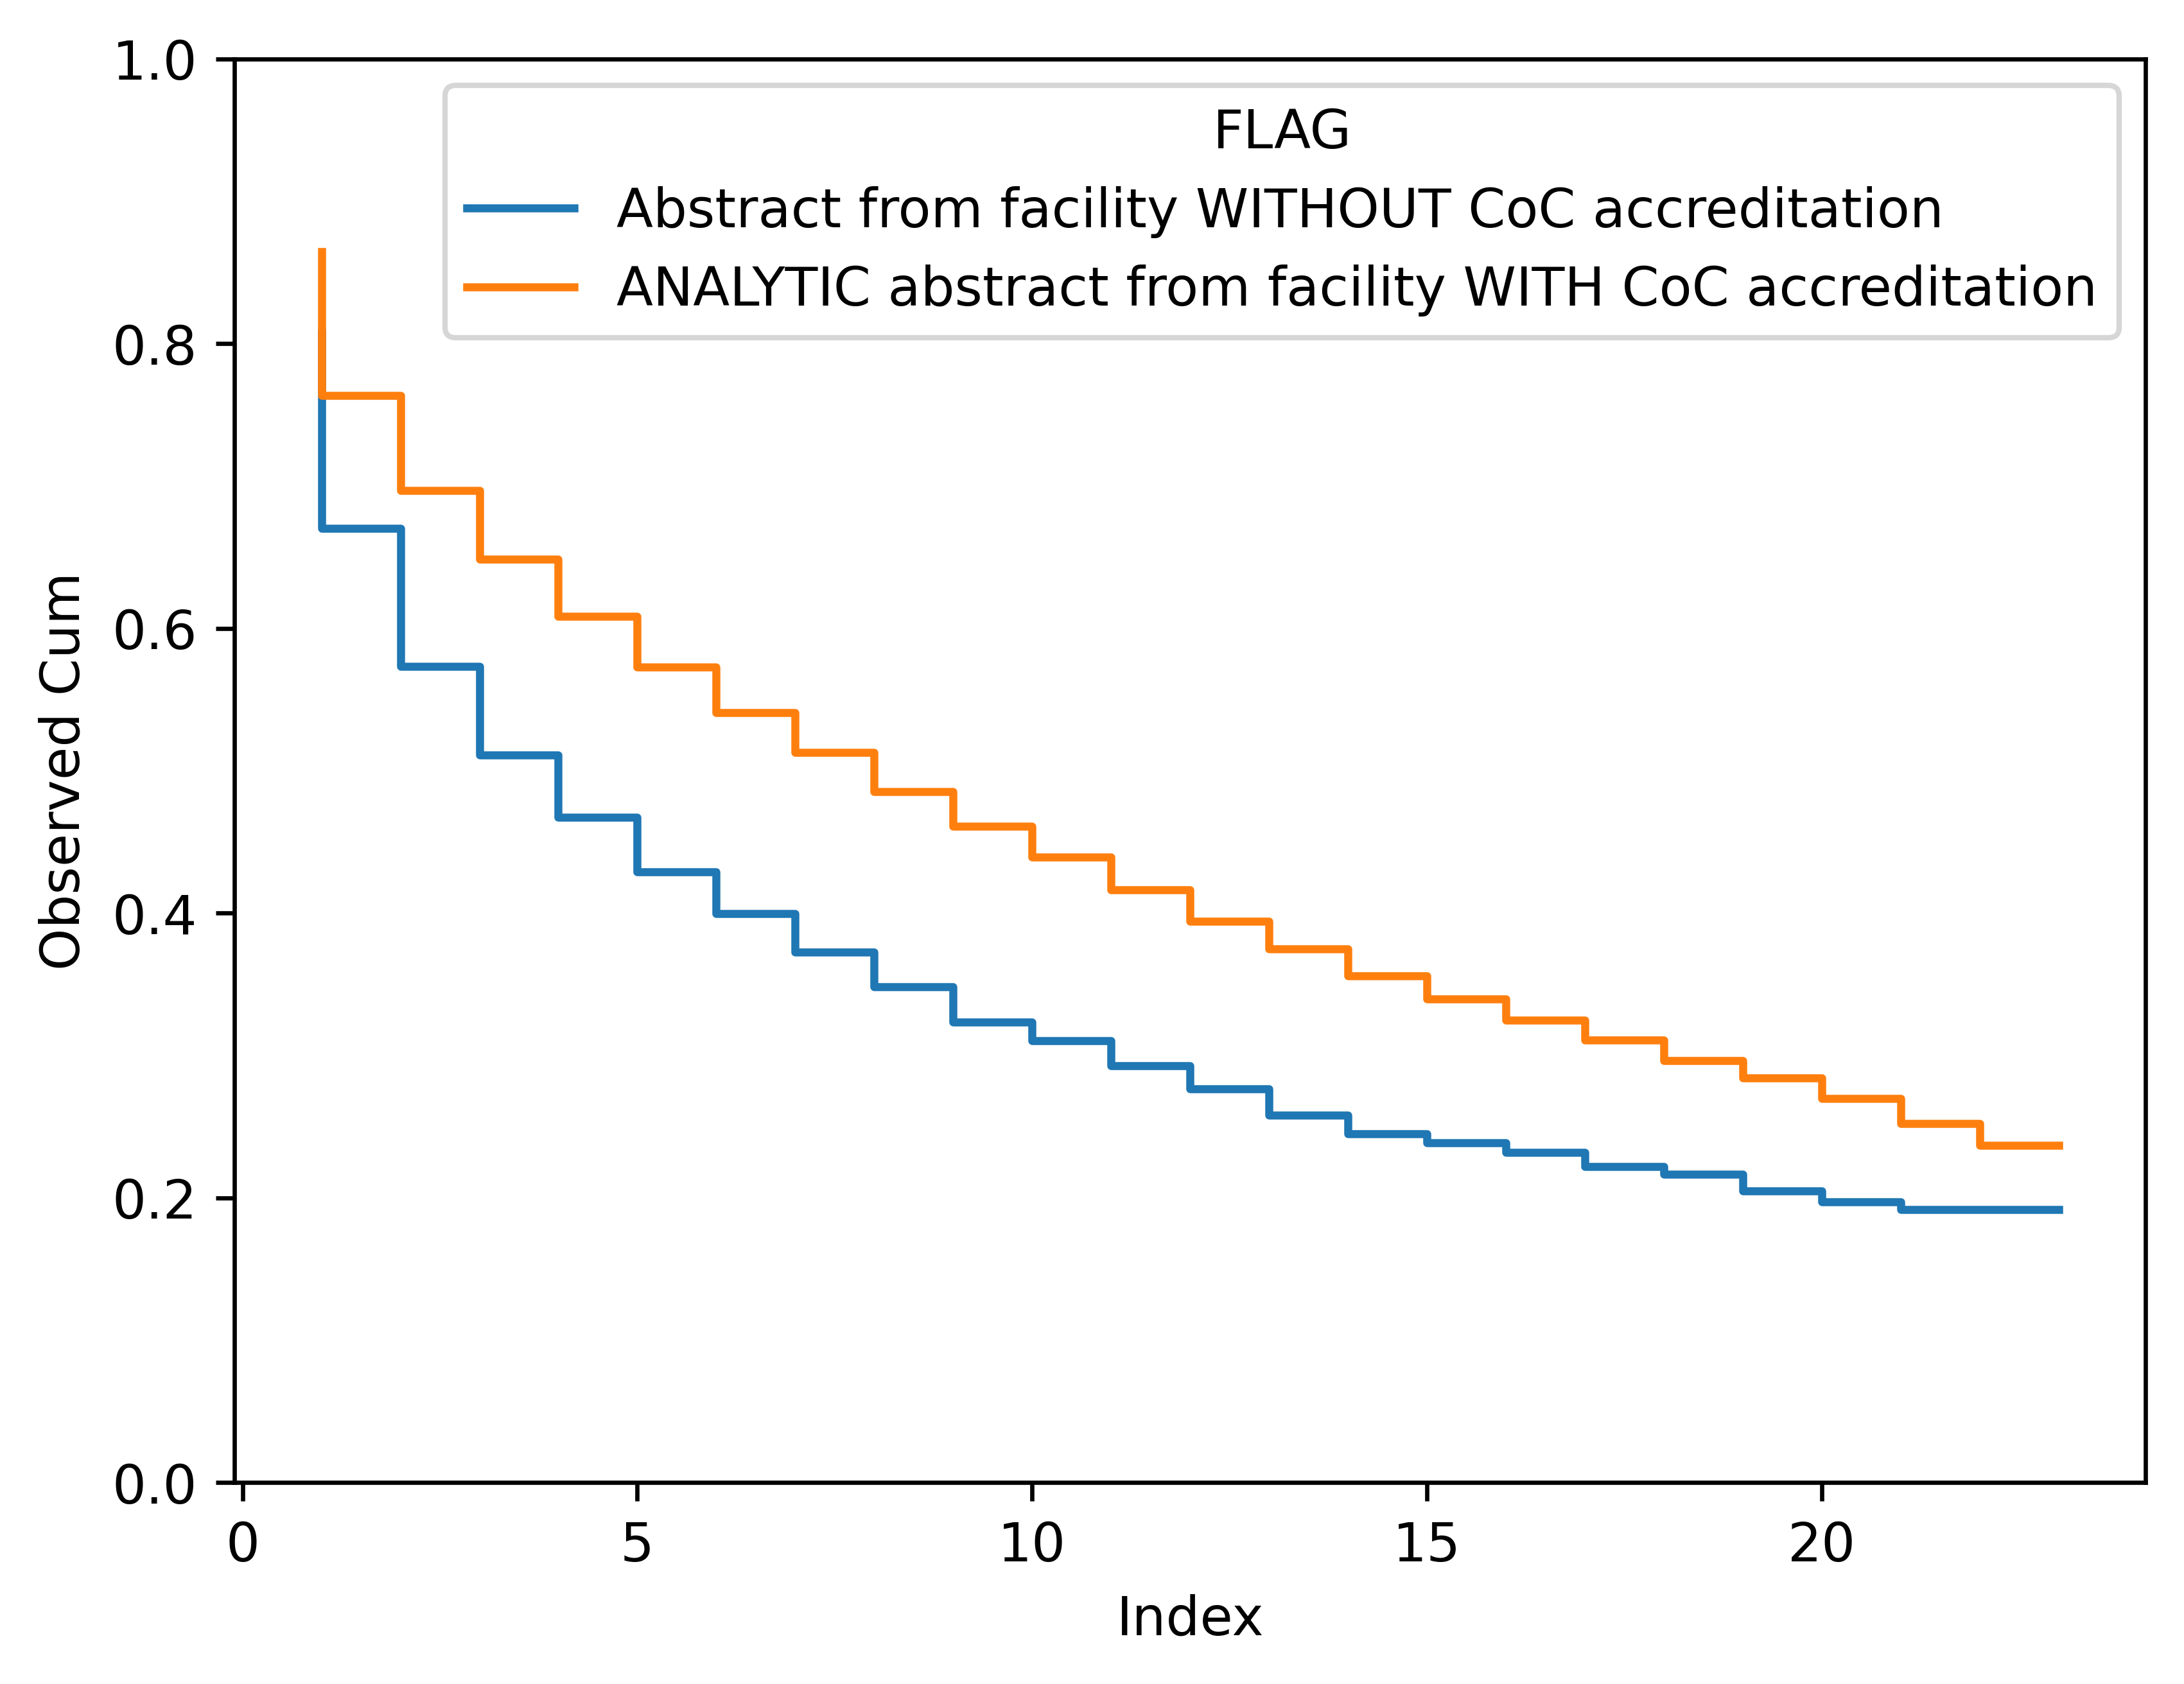 1.0
FLAG
Abstract from facility WITHOUT CoC accreditation
ANALYTIC abstract from facility WITH CoC accreditation
0.8
0.6
Observed Cum
0.4
0.2
0.0
0 5 10 15 20
Index